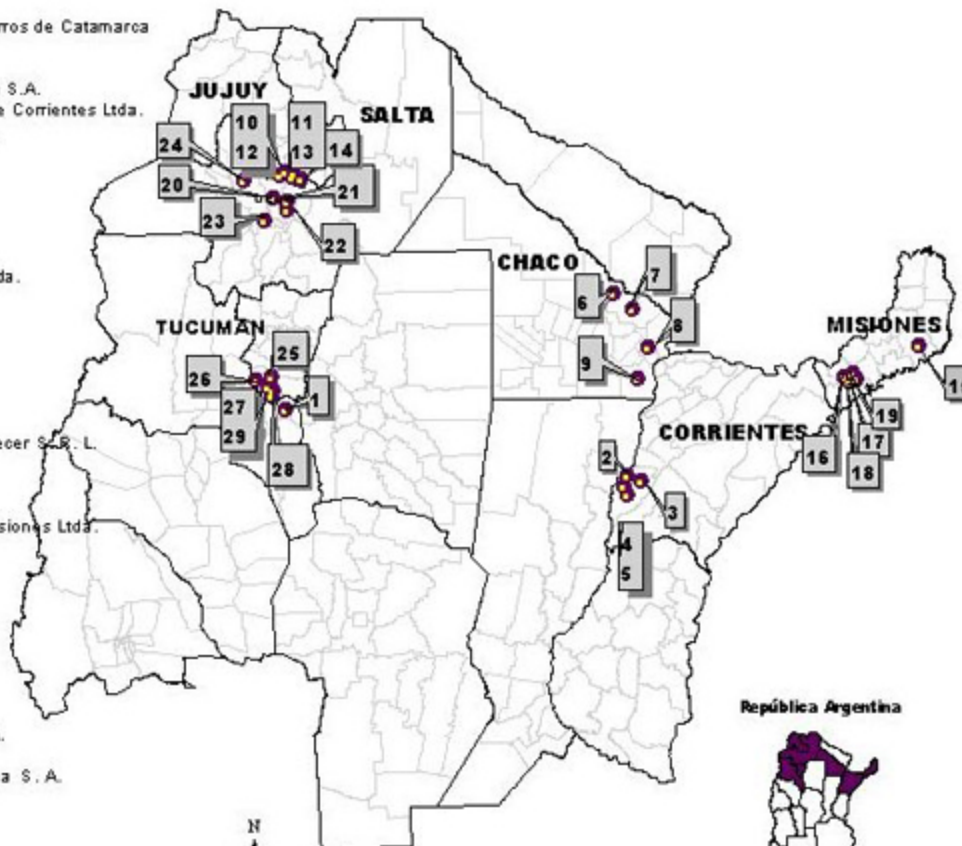 rros de Catamarca
S.A.
e Corrientes Ltda.
da.
ecer S.R.L.
siones Ltda.
a S.A.
JUJUY
SALTA
10
11
12
13
14
24
20
21
23
22
CHACO
6
7
8
9
TUCUMAN
25
26
27
29
1
28
MISIONES
CORRIENTES
16
19
17
18
2
3
4
5
República Argentina
N